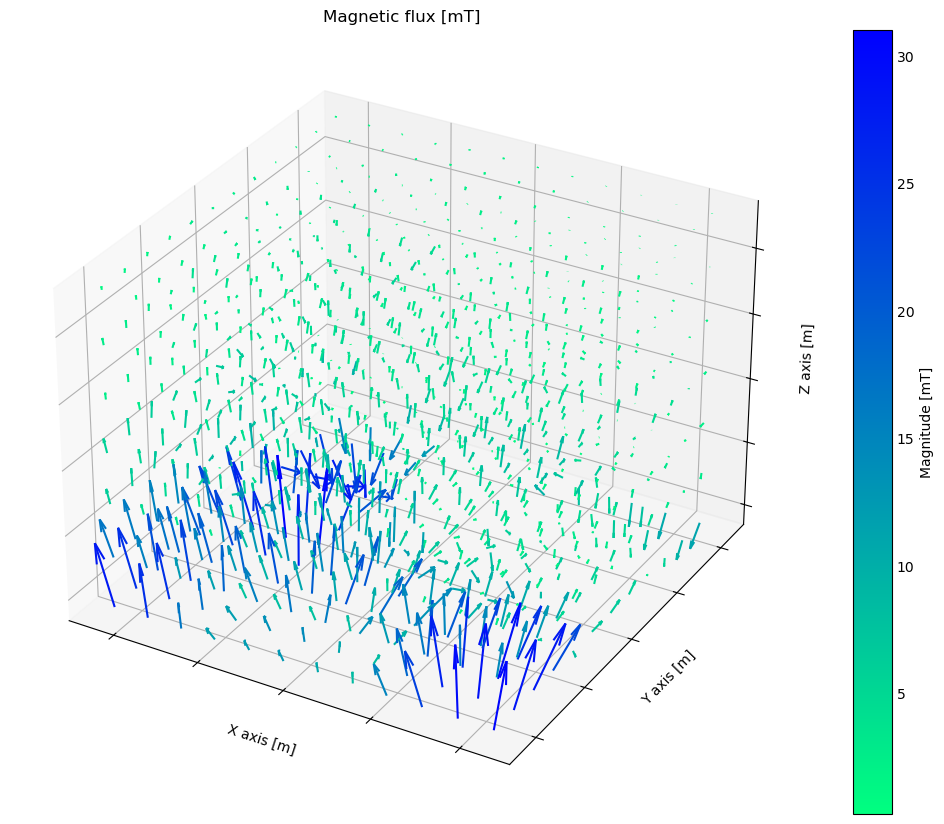 Magnetic flux [mT]
30
25
20
15
10
5
Magnitude [mT]
Z axis [m]
Y axis [m]
X axis [m]